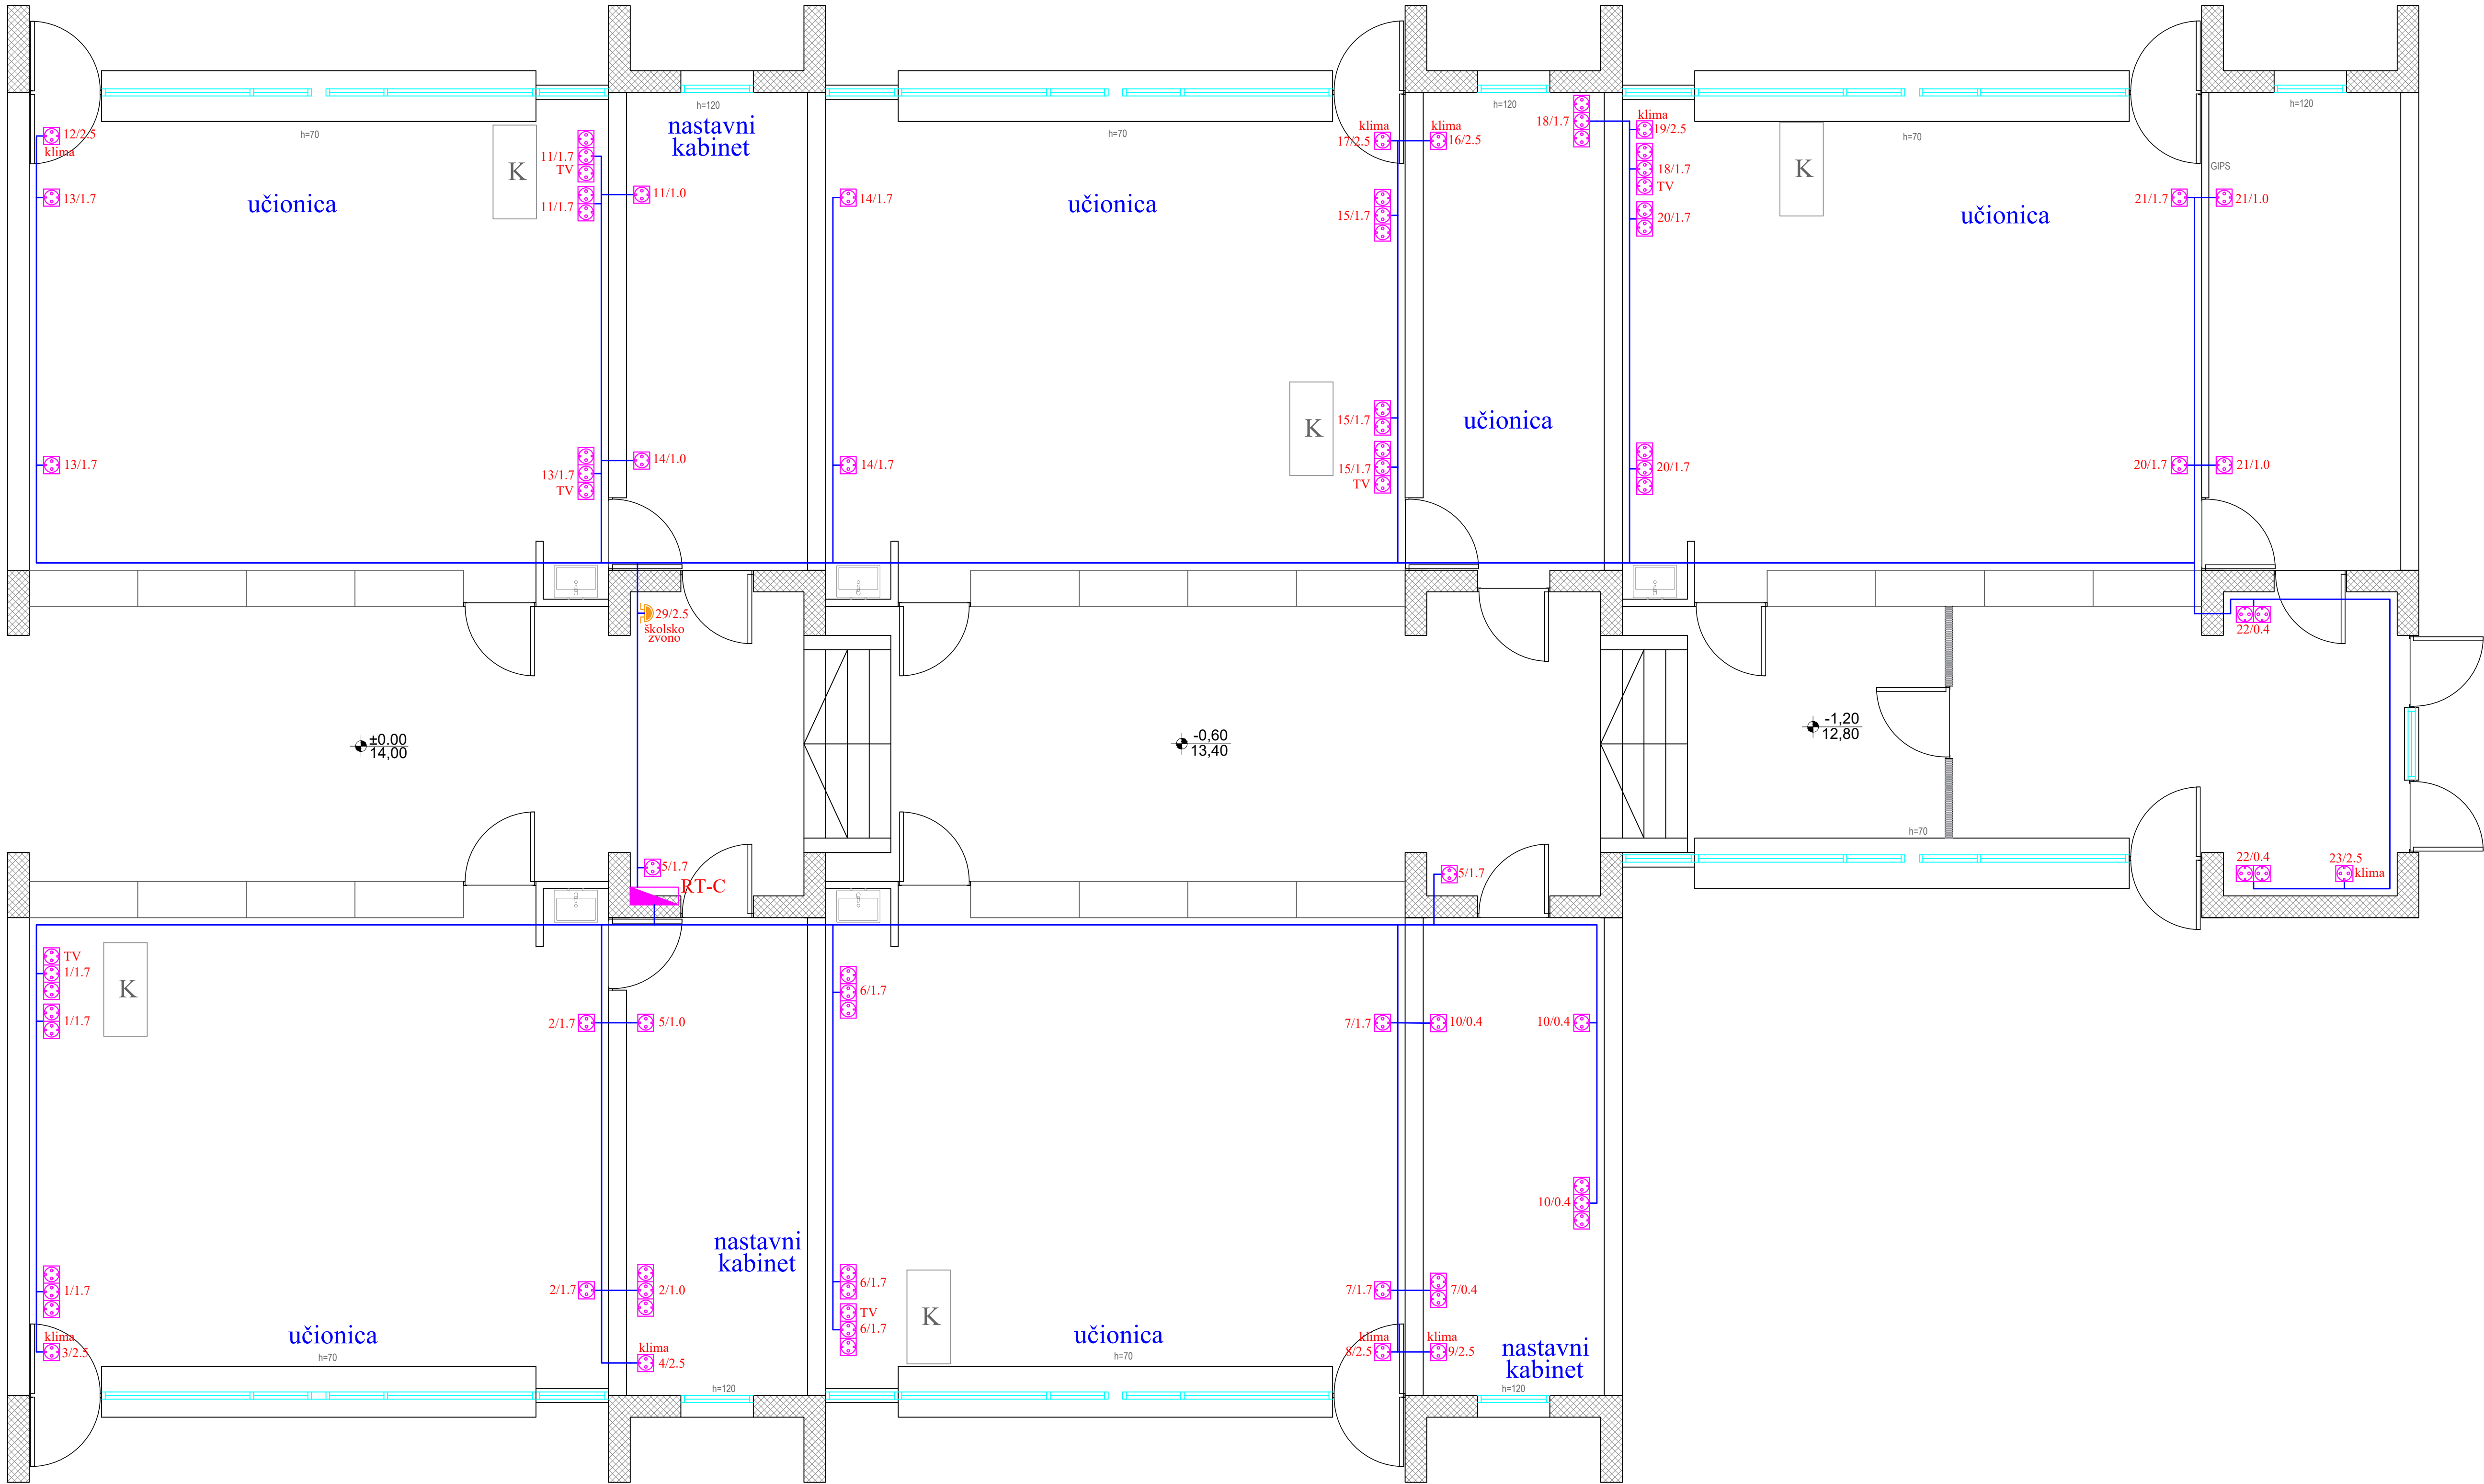 h=120
h=120
h=120
nastavni
kabinet
h=70
h=70
h=70
12/2.5
klima
11/1.7
TV
11/1.7
11/1.0
K
13/1.7
učionica
14/1.7
učionica
klima
17/2.5
klima
16/2.5
15/1.7
18/1.7
klima
19/2.5
18/1.7
TV
20/1.7
K
učionica
GIPS
21/1.7
21/1.0
13/1.7
13/1.7
TV
14/1.0
14/1.7
K
15/1.7
15/1.7
TV
učionica
20/1.7
20/1.7
21/1.0
29/2.5
školsko
zvono
22/0.4
±0.00
14,00
-0,60
13,40
-1,20
12,80
h=70
5/1.7
RT-C
5/1.7
22/0.4
23/2.5
klima
TV
1/1.7
1/1.7
K
2/1.7
5/1.0
6/1.7
7/1.7
10/0.4
10/0.4
10/0.4
nastavni
kabinet
1/1.7
2/1.7
2/1.0
6/1.7
TV
6/1.7
K
7/1.7
7/0.4
klima
3/2.5
učionica
h=70
klima
4/2.5
h=120
učionica
h=70
klima
8/2.5
klima
9/2.5
nastavni
kabinet
h=120